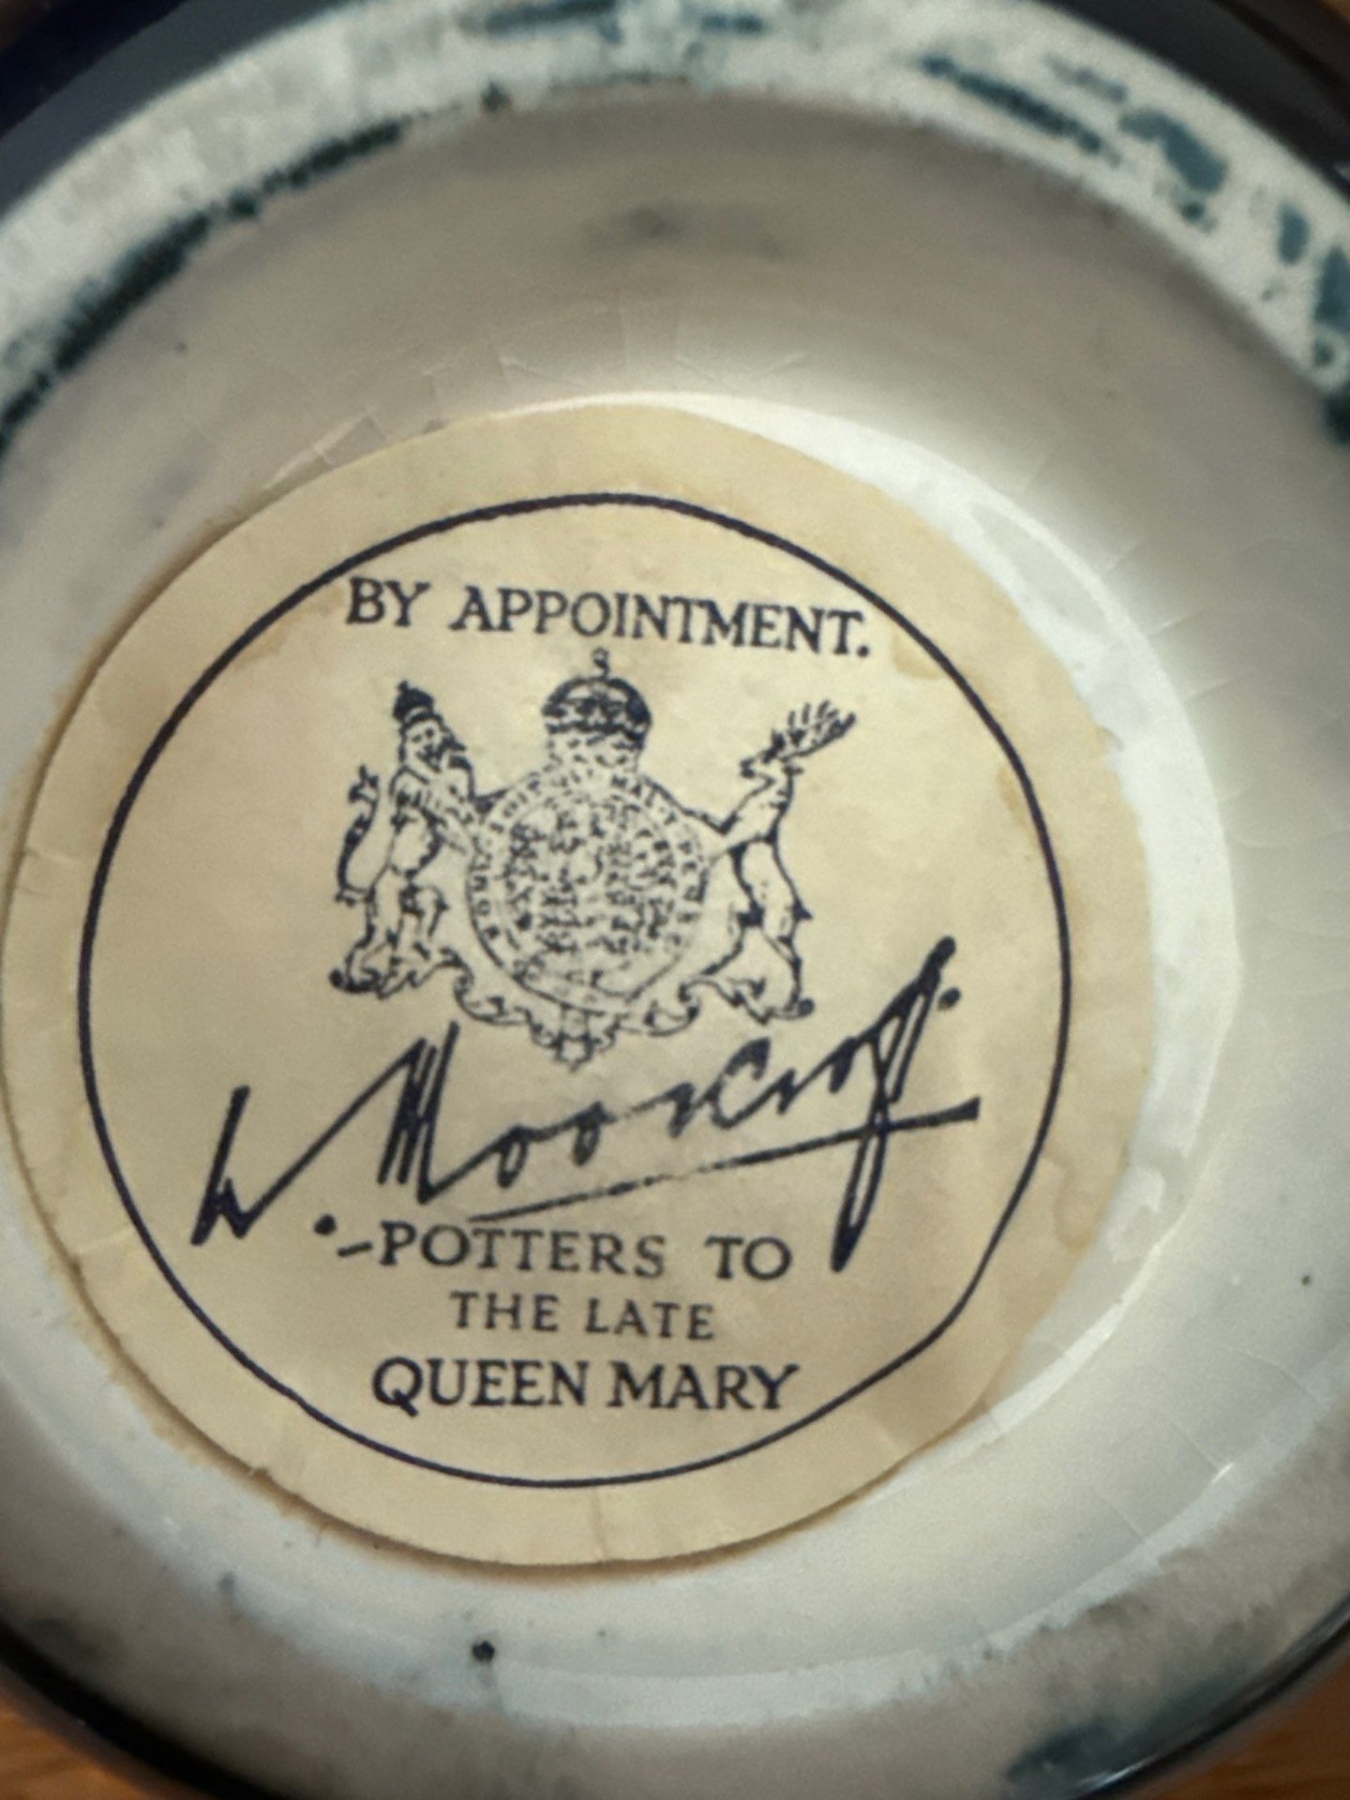 BY APPOINTMENT.
W. Moorcroft.
-POTTERS TO
THE LATE
QUEEN MARY